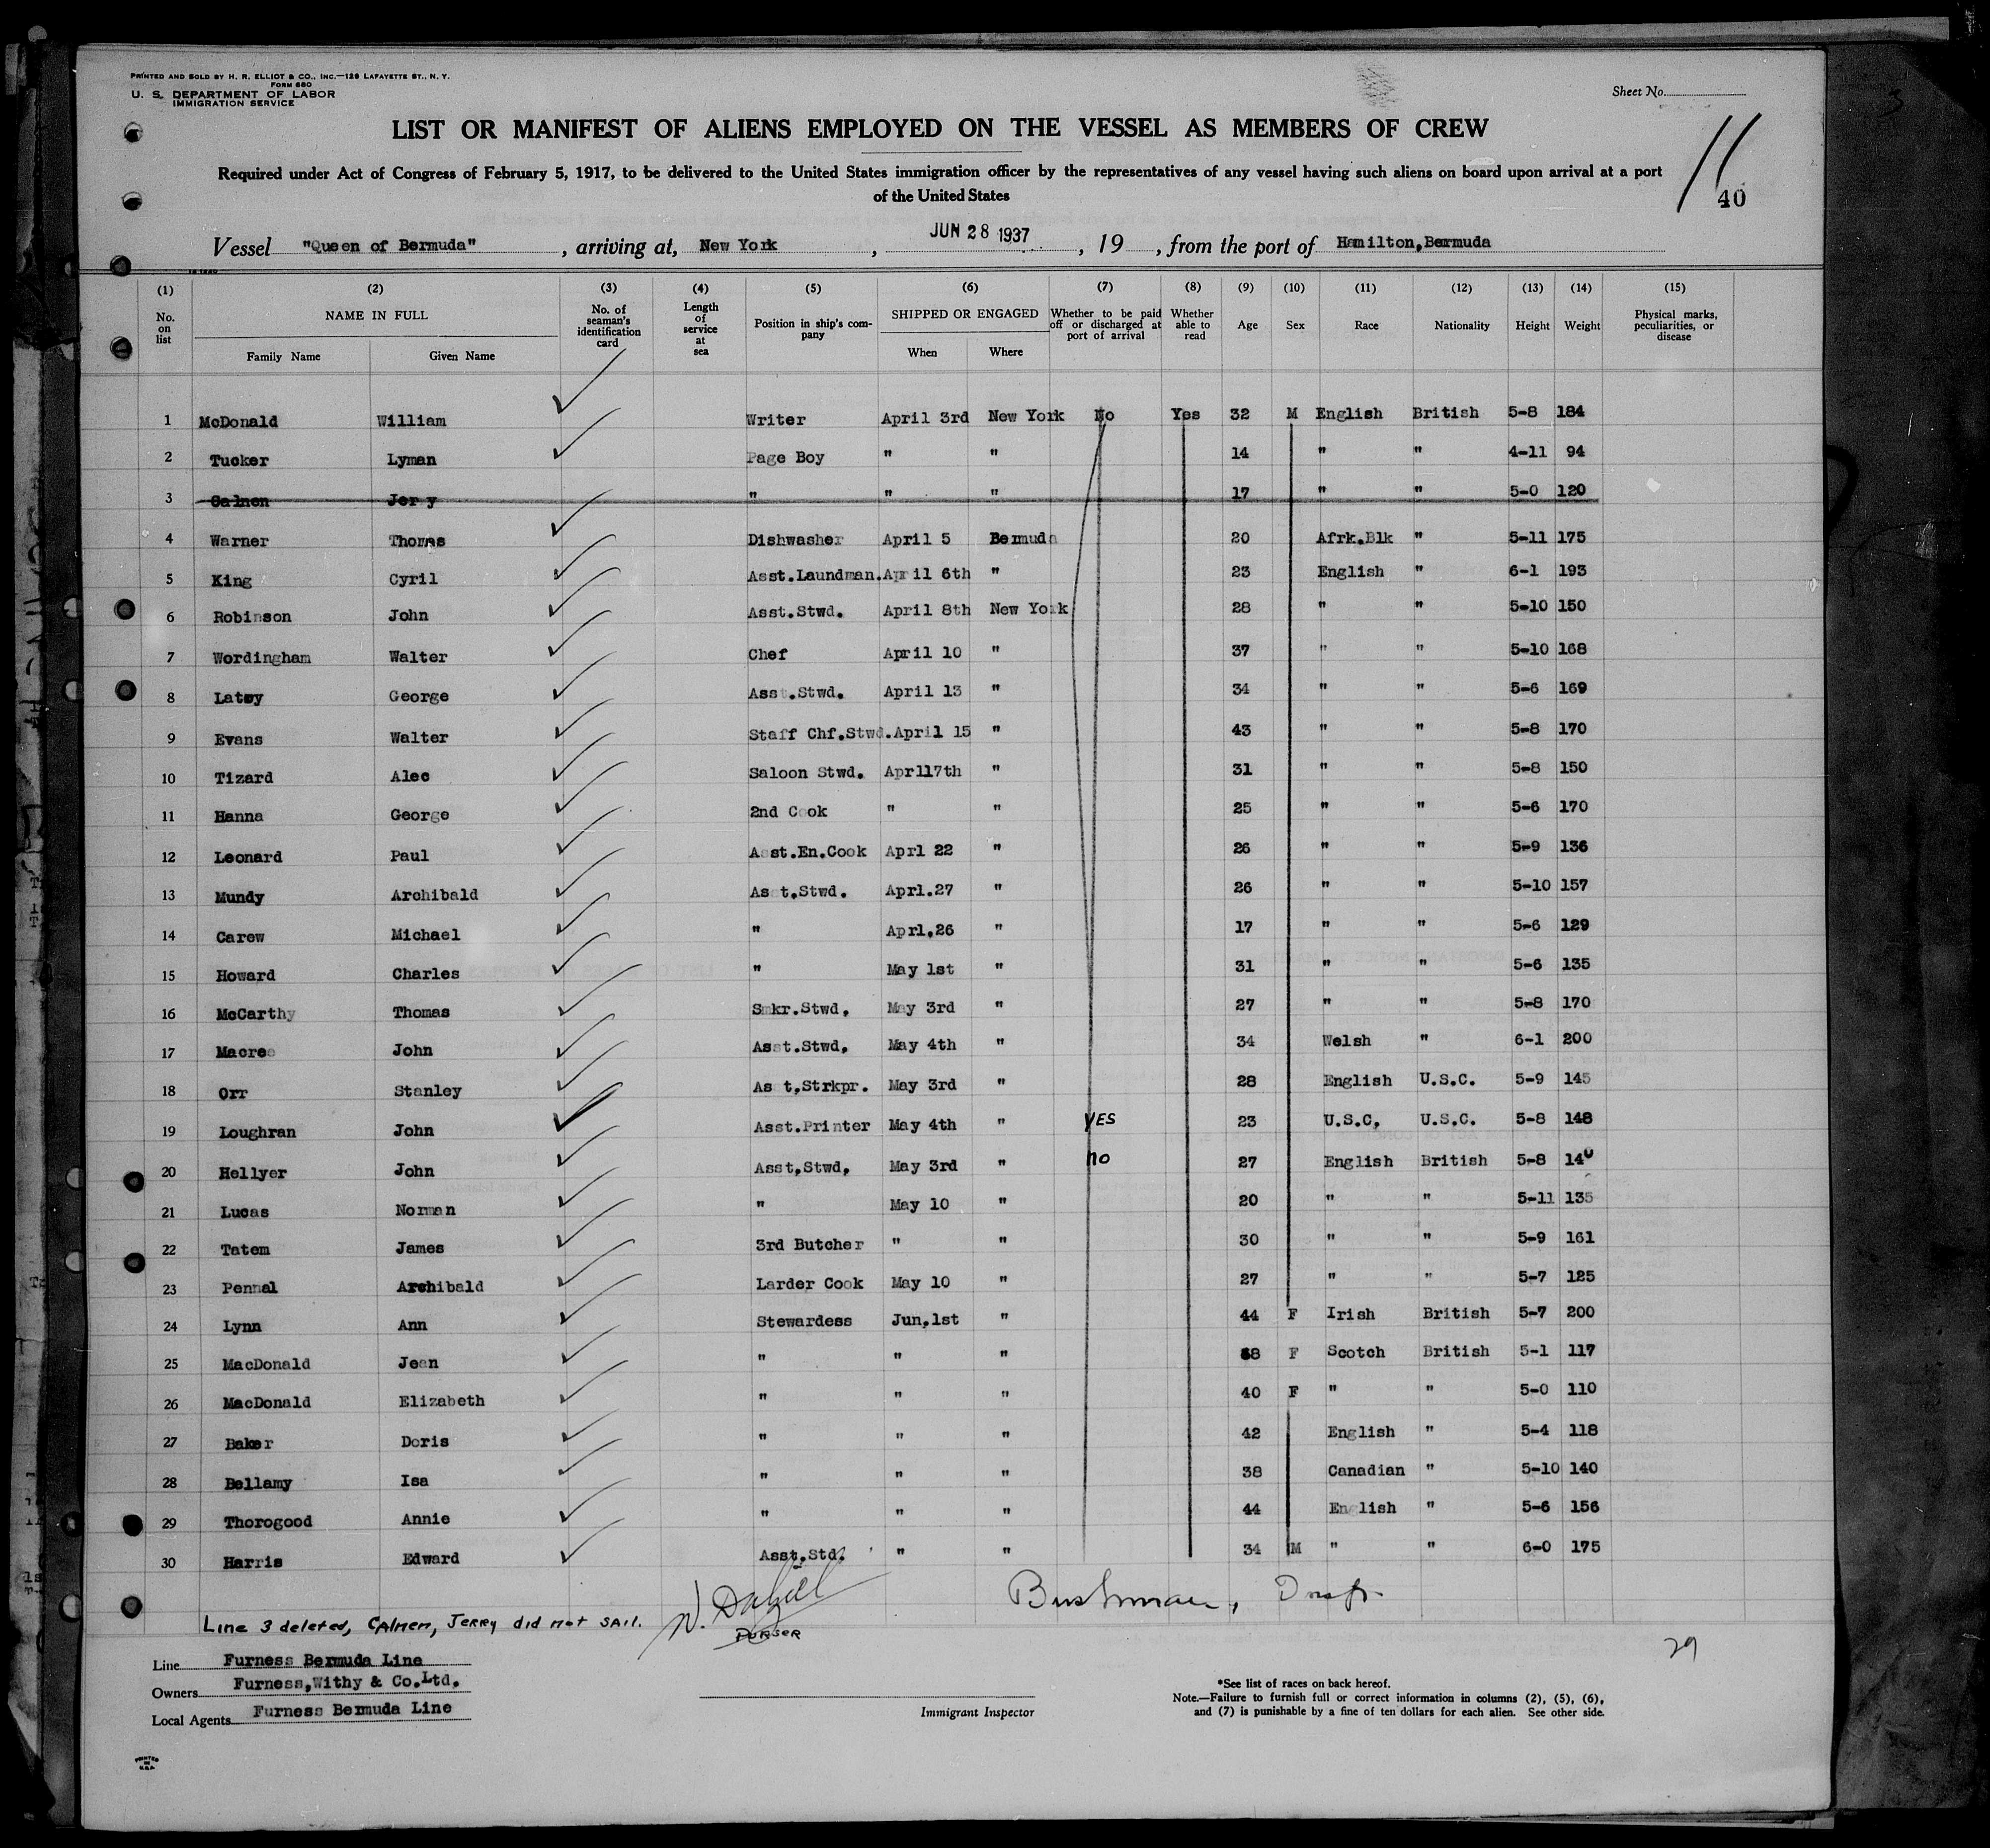 PRINTED AND SOLD BY H. R. ELLIOT & CO., INC.—129 LAFAYETTE ST., N. Y.
FORM 680
U. S. DEPARTMENT OF LABOR
IMMIGRATION SERVICE
Sheet No.
LIST OR MANIFEST OF ALIENS EMPLOYED ON THE VESSEL AS MEMBERS OF CREW
11
Required under Act of Congress of February 5, 1917, to be delivered to the United States immigration officer by the representatives of any vessel having such aliens on board upon arrival at a port
of the United States
40
Vessel "Queen of Bermuda", arriving at, New York, JUN 28 1937, 19, from the port of Hamilton,Bermuda
(1) (2) (3) (4) (5) (6) (7) (8) (9) (10) (11) (12) (13) (14) (15)
No. on list NAME IN FULL Family Name Given Name No. of seaman's identification card Length of service at sea Position in ship's company SHIPPED OR ENGAGED When Where Whether to be paid off or discharged at port of arrival Whether able to read Age Sex Race Nationality Height Weight Physical marks, peculiarities, or disease
1 McDonald William Writer April 3rd New York No Yes 32 M English British 5-8 184
2 Tucker Lyman Page Boy " " 14 " " 4-11 94
3 Calmen Jerry " " " 17 " " 5-0 120
4 Warner Thomas Dishwasher April 5 Bermuda 20 Afrk.Blk " 5-11 175
5 King Cyril Asst.Laundman. April 6th " 23 English " 6-1 193
6 Robinson John Asst.Stwd. April 8th New York 28 " " 5-10 150
7 Wordingham Walter Chef April 10 " 37 " " 5-10 168
8 Latey George Asst.Stwd. April 13 " 34 " " 5-6 169
9 Evans Walter Staff Chf.Stwd. April 15 " 43 " " 5-8 170
10 Tizard Alec Saloon Stwd. Aprl17th " 31 " " 5-8 150
11 Hanna George 2nd Cook " " 25 " " 5-6 170
12 Leonard Paul Asst.En.Cook Aprl 22 " 26 " " 5-9 136
13 Mundy Archibald Asst.Stwd. Aprl.27 " 26 " " 5-10 157
14 Carew Michael " Aprl.26 " 17 " " 5-6 129
15 Howard Charles " May 1st " 31 " " 5-6 135
16 McCarthy Thomas Smkr.Stwd. May 3rd " 27 " " 5-8 170
17 Macree John Asst.Stwd. May 4th " 34 Welsh " 6-1 200
18 Orr Stanley Asst.Strkpr. May 3rd " 28 English U.S.C. 5-9 145
19 Loughran John Asst.Printer May 4th " YES 23 U.S.C. U.S.C. 5-8 148
20 Hellyer John Asst.Stwd. May 3rd " no 27 English British 5-8 140
21 Lucas Norman " May 10 " 20 " " 5-11 135
22 Tatem James 3rd Butcher " " 30 " " 5-9 161
23 Pennal Archibald Larder Cook May 10 " 27 " " 5-7 125
24 Lynn Ann Stewardess Jun.1st " 44 F Irish British 5-7 200
25 MacDonald Jean " " " F Scotch British 5-1 117
26 MacDonald Elizabeth " " " 40 F " " 5-0 110
27 Baker Doris " " " 42 English " 5-4 118
28 Bellamy Isa " " " 38 Canadian " 5-10 140
29 Thorogood Annie " " " 44 English " 5-6 156
30 Harris Edward Asst.Std. " " 34 M " " 6-0 175
Line 3 deleted, CAlmen, JERRY did not SAIL.
PURSER
29
Line Furness Bermuda Line
Owners Furness,Withy & Co.Ltd.
Local Agents Furness Bermuda Line
Immigrant Inspector
*See list of races on back hereof.
Note.—Failure to furnish full or correct information in columns (2), (5), (6),
and (7) is punishable by a fine of ten dollars for each alien. See other side.
PRINTED
IN
U.S.A.